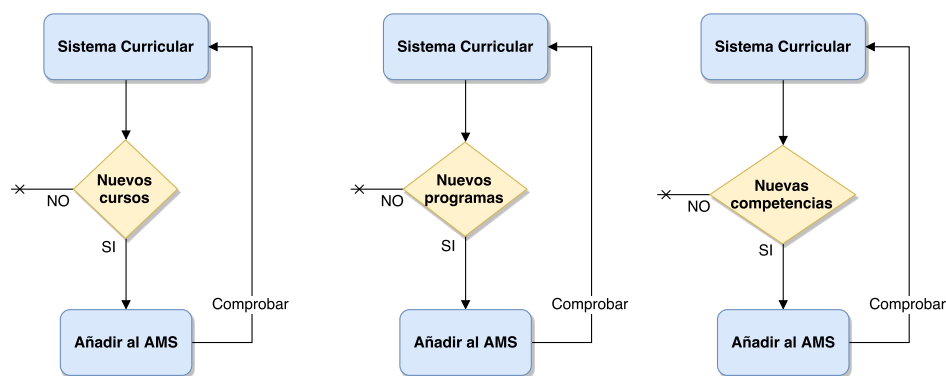 Sistema Curricular
Nuevos
cursos
NO
SI
Comprobar
Añadir al AMS
Sistema Curricular
Nuevos
programas
NO
SI
Comprobar
Añadir al AMS
Sistema Curricular
Nuevas
competencias
NO
SI
Comprobar
Añadir al AMS